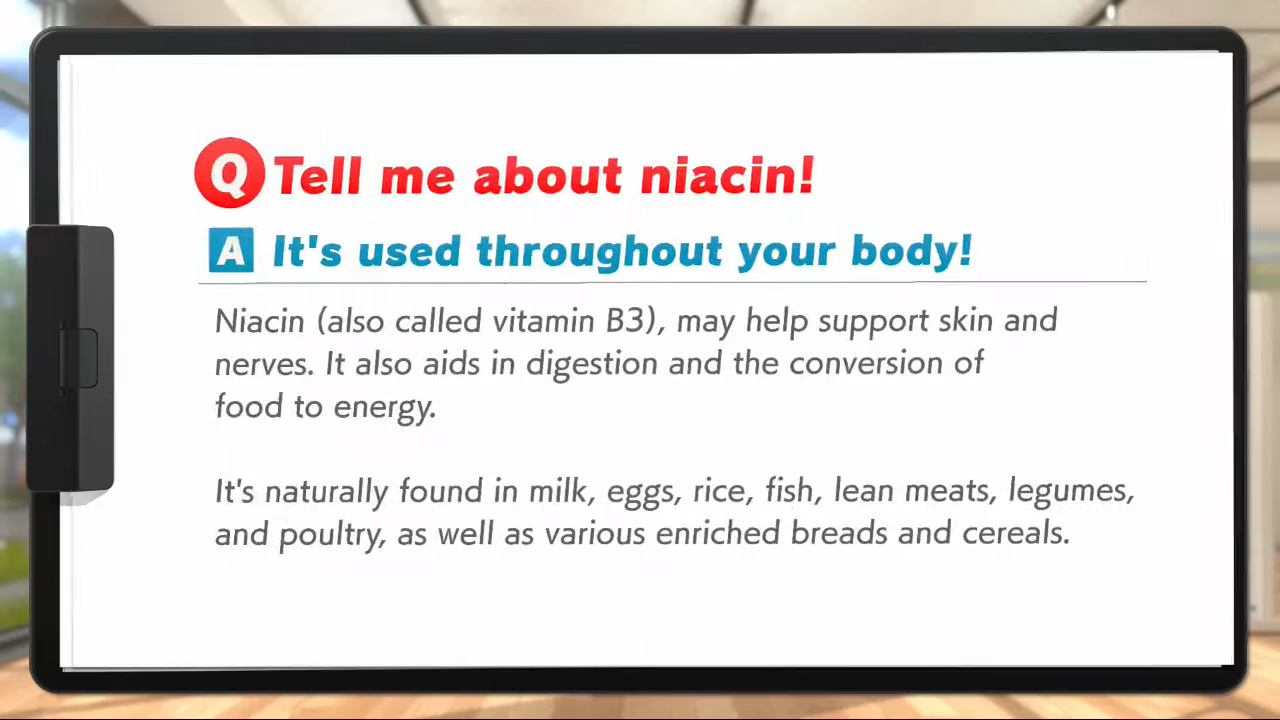 Q Tell me about niacin!
A It's used throughout your body!
Niacin (also called vitamin B3), may help support skin and
nerves. It also aids in digestion and the conversion of
food to energy.
It's naturally found in milk, eggs, rice, fish, lean meats, legumes,
and poultry, as well as various enriched breads and cereals.